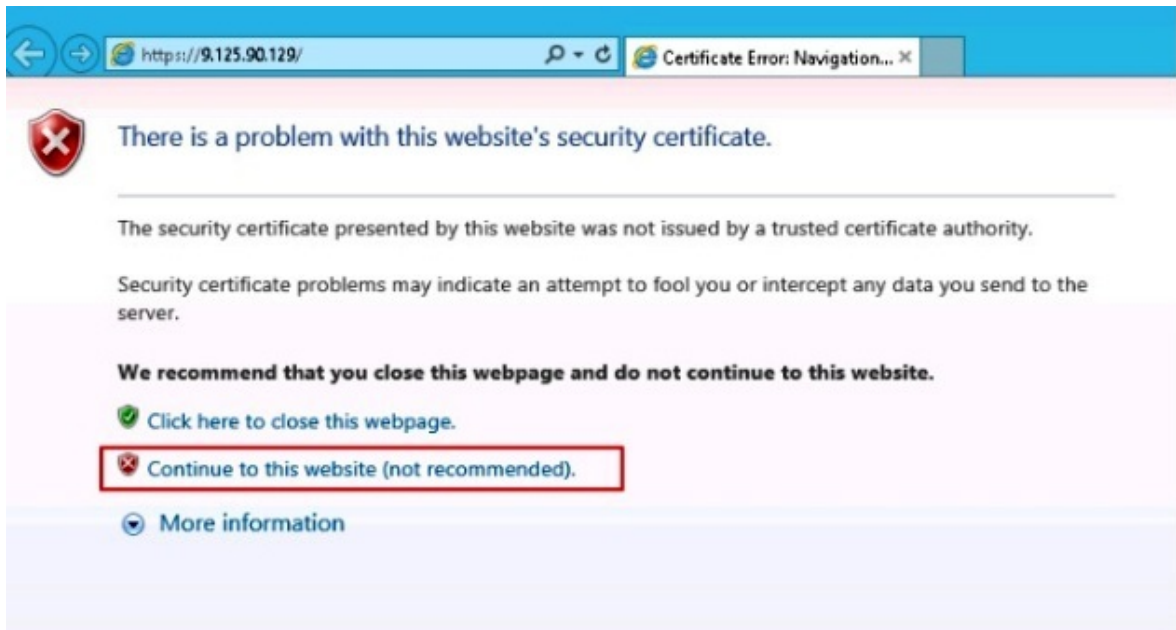 https://9.125.90.129/
Certificate Error: Navigation...
There is a problem with this website's security certificate.
The security certificate presented by this website was not issued by a trusted certificate authority.
Security certificate problems may indicate an attempt to fool you or intercept any data you send to the
server.
We recommend that you close this webpage and do not continue to this website.
Click here to close this webpage.
Continue to this website (not recommended).
More information